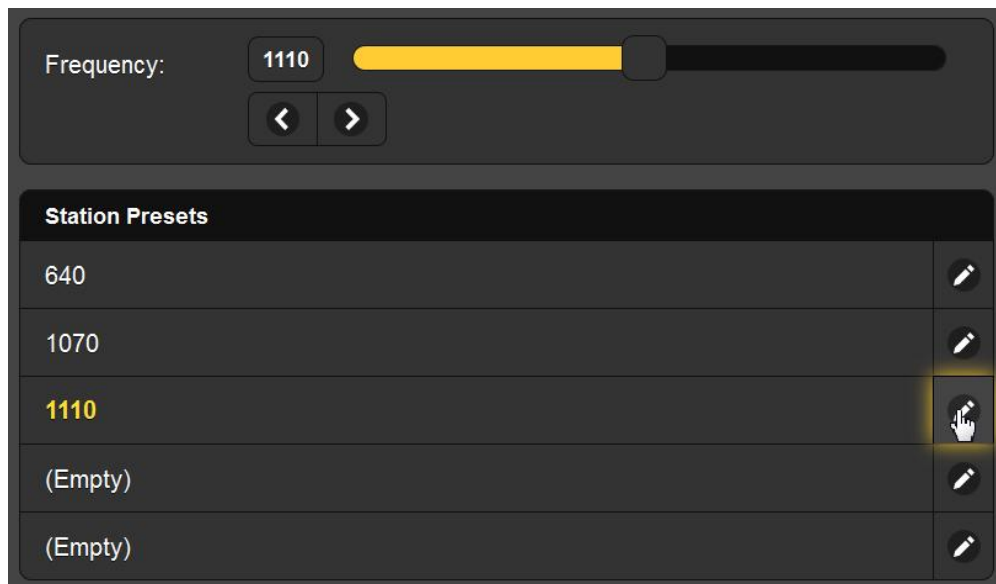 Frequency:
1110
Station Presets
640
1070
1110
(Empty)
(Empty)